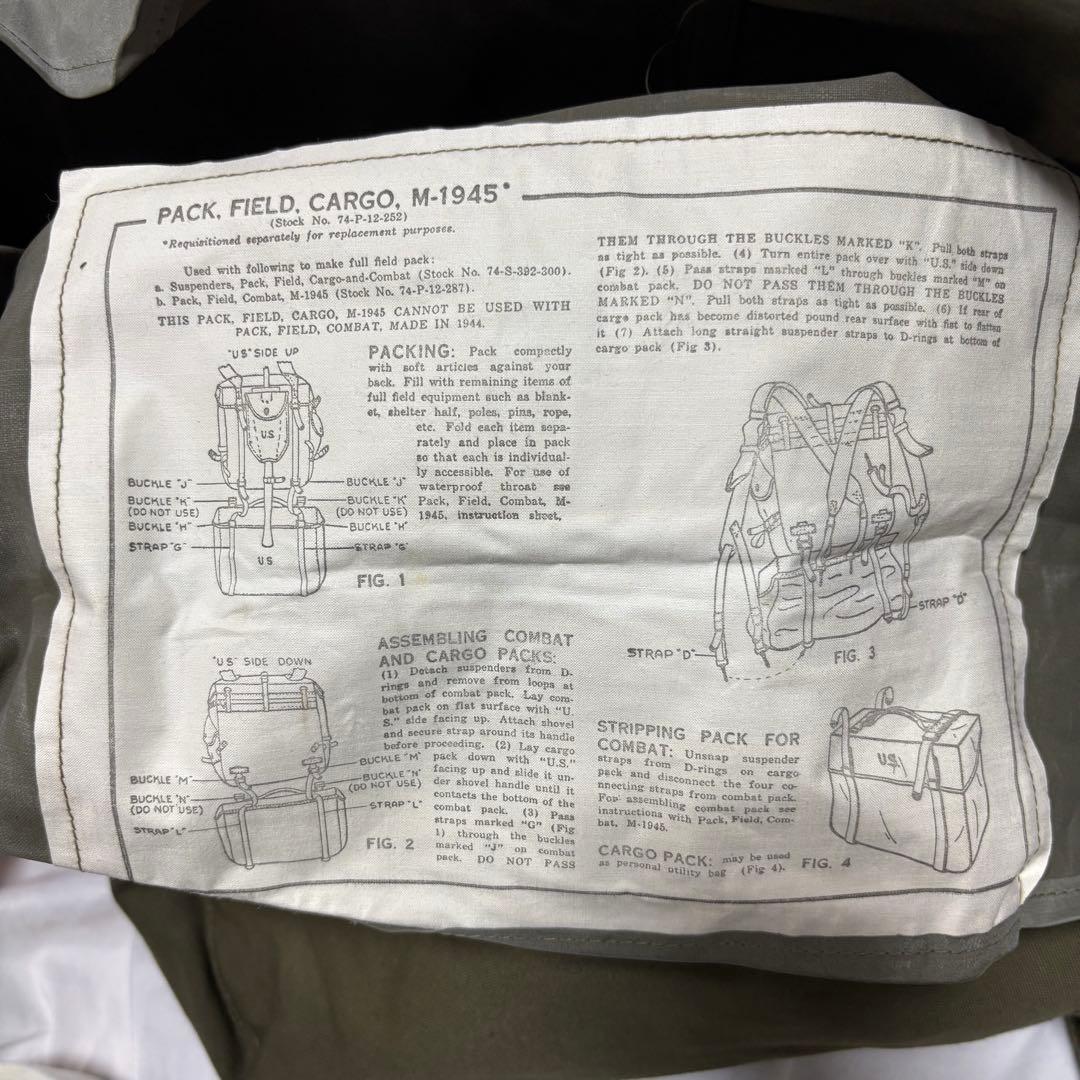 PACK, FIELD, CARGO, M-1945*
(Stock No. 74-P-12-252)
*Requisitioned separately for replacement purposes.
Used with following to make full field pack:
a. Suspenders, Pack, Field, Cargo-and-Combat (Stock No. 74-S-392-300).
b. Pack, Field, Combat, M-1945 (Stock No. 74-P-12-287).
THIS PACK, FIELD, CARGO, M-1945 CANNOT BE USED WITH
PACK, FIELD, COMBAT, MADE IN 1944.
"US" SIDE UP
U.S
BUCKLE "J"
BUCKLE "J"
BUCKLE "K"
(DO NOT USE)
BUCKLE "K"
(DO NOT USE)
BUCKLE "H"
BUCKLE "H"
STRAP "G"
STRAP "G"
US
FIG. 1
PACKING: Pack compactly
with soft articles against your
back. Fill with remaining items of
full field equipment such as blank-
et, shelter half, poles, pins, rope,
etc. Fold each item sepa-
rately and place in pack
so that each is individual-
ly accessible. For use of
waterproof throat see
Pack, Field, Combat, M-
1945, instruction sheet.
"US" SIDE DOWN
BUCKLE "M"
BUCKLE "M"
BUCKLE "N"
(DO NOT USE)
BUCKLE "N"
(DO NOT USE)
STRAP "L"
STRAP "L"
FIG. 2
ASSEMBLING COMBAT
AND CARGO PACKS:
(1) Detach suspenders from D-
rings and remove from loops at
bottom of combat pack. Lay com-
bat pack on flat surface with "U.
S." side facing up. Attach shovel
and secure strap around its handle
before proceeding. (2) Lay cargo
pack down with "U.S."
facing up and slide it un-
der shovel handle until it
contacts the bottom of the
combat pack. (3) Pass
straps marked "G" (Fig
1) through the buckles
marked "J" on combat
pack. DO NOT PASS
THEM THROUGH THE BUCKLES MARKED "K". Pull both straps
as tight as possible. (4) Turn entire pack over with "U.S." side down
(Fig 2). (5) Pass straps marked "L" through buckles marked "M" on
combat pack. DO NOT PASS THEM THROUGH THE BUCKLES
MARKED "N". Pull both straps as tight as possible. (6) If rear of
cargo pack has become distorted pound rear surface with fist to flatten
it (7) Attach long straight suspender straps to D-rings at bottom of
cargo pack (Fig 3).
STRAP "D"
STRAP "D"
FIG. 3
STRIPPING PACK FOR
COMBAT: Unsnap suspender
straps from D-rings on cargo
pack and disconnect the four co-
nnecting straps from combat pack.
For assembling combat pack see
instructions with Pack, Field, Com-
bat, M-1945.
CARGO PACK: may be used
as personal utility bag (Fig 4).
U.S.
FIG. 4